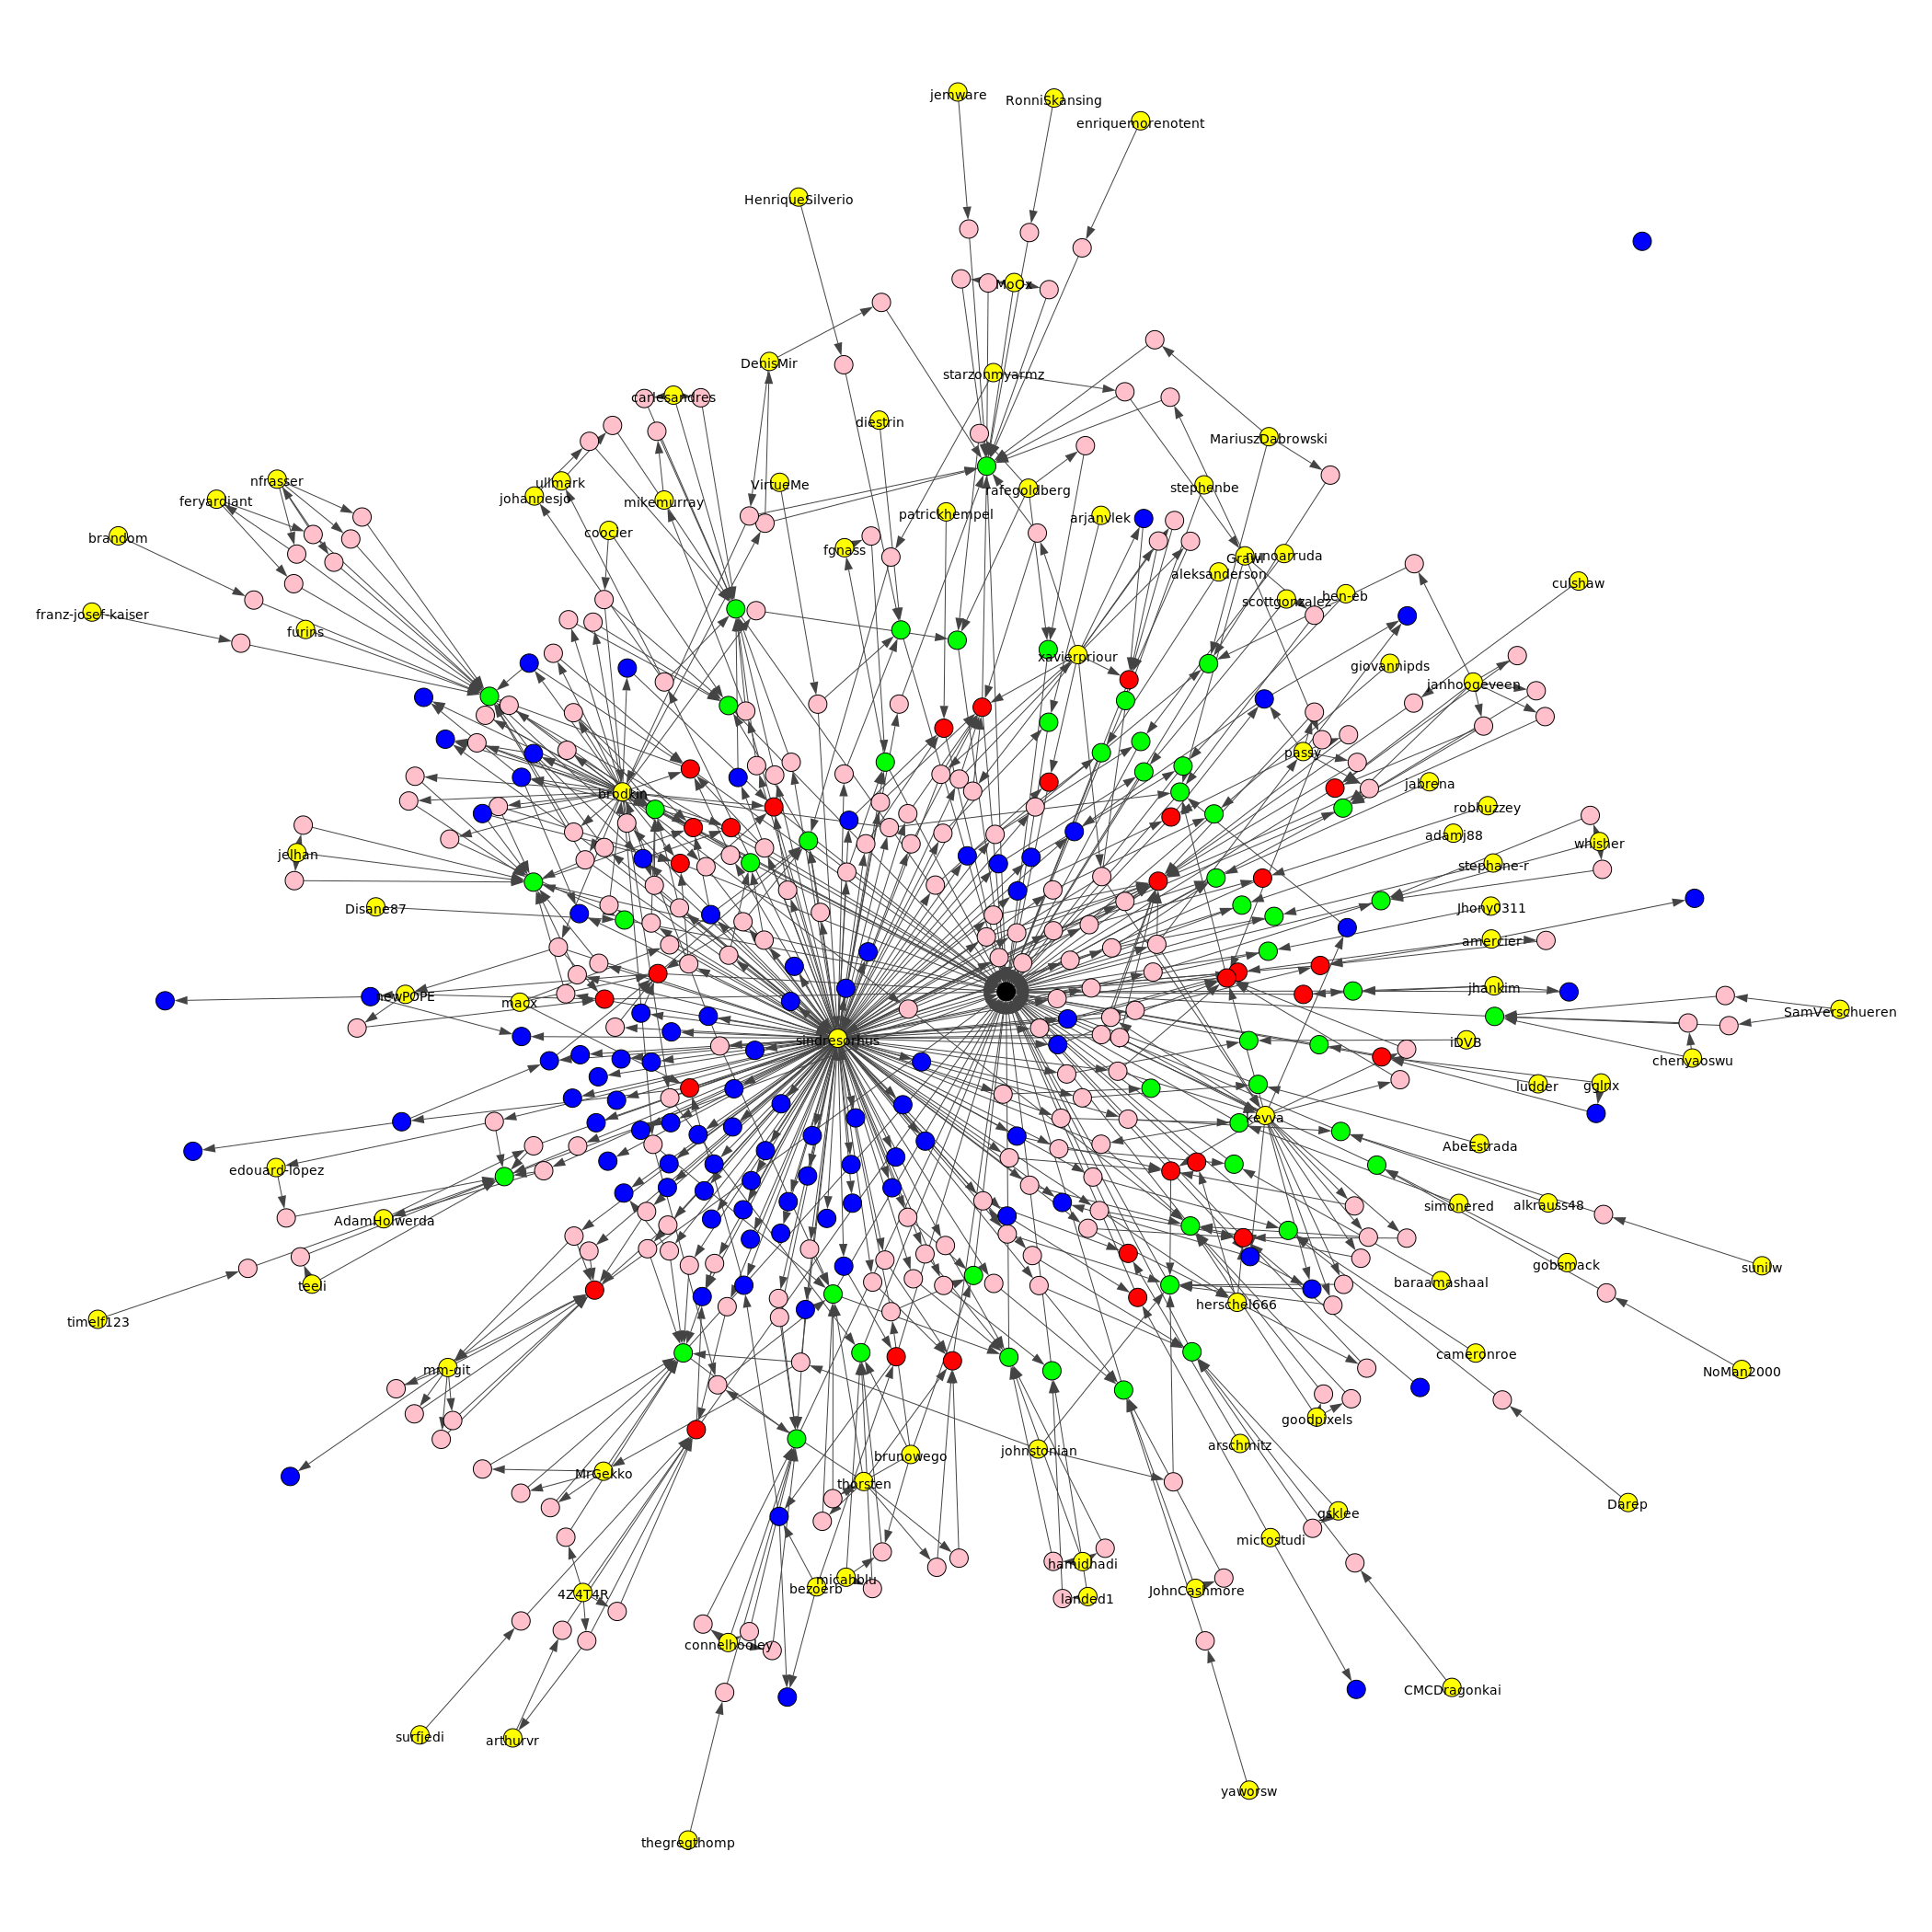 jemware
RonniSkansing
enriquemorenotent
HenriqueSilverio
MoOx
DenisMir
starzonmyarmz
carlesandres
diestrin
MariuszDabrowski
nfrasser
ullmark
VirtueMe
stephenbe
rafegoldberg
johannesjo
mikemurray
feryardiant
patrickhempel
arjanvlek
coocier
brandom
fgnass
nunoarruda
aleksanderson
culshaw
scottgonzalez
ben-eb
franz-josef-kaiser
furins
xavierpriour
giovannipds
janhoogeveen
passy
jabrena
brodkin
robhuzzey
adamj88
whisher
jelhan
stephane-r
Disane87
Jhony0311
amercier
jhankim
newPOPE
macx
SamVerschueren
sindresorhus
iDVB
chenyaoswu
ludder
gglnx
kevva
AbeEstrada
edouard-lopez
simonered
alkrauss48
AdamHolwerda
gobsmack
sunilw
baraamashaal
teeli
herschel666
timelf123
cameronroe
mm-git
NoMan2000
goodpixels
arschmitz
johnstonian
brunowego
MrGekko
thorsten
Darep
gsklee
microstudi
hamidhadi
micahblu
bezoerb
JohnCashmore
4Z4T4R
landed1
connelhooley
CMCDragonkai
surfjedi
arthurvr
yaworsw
thegregthomp